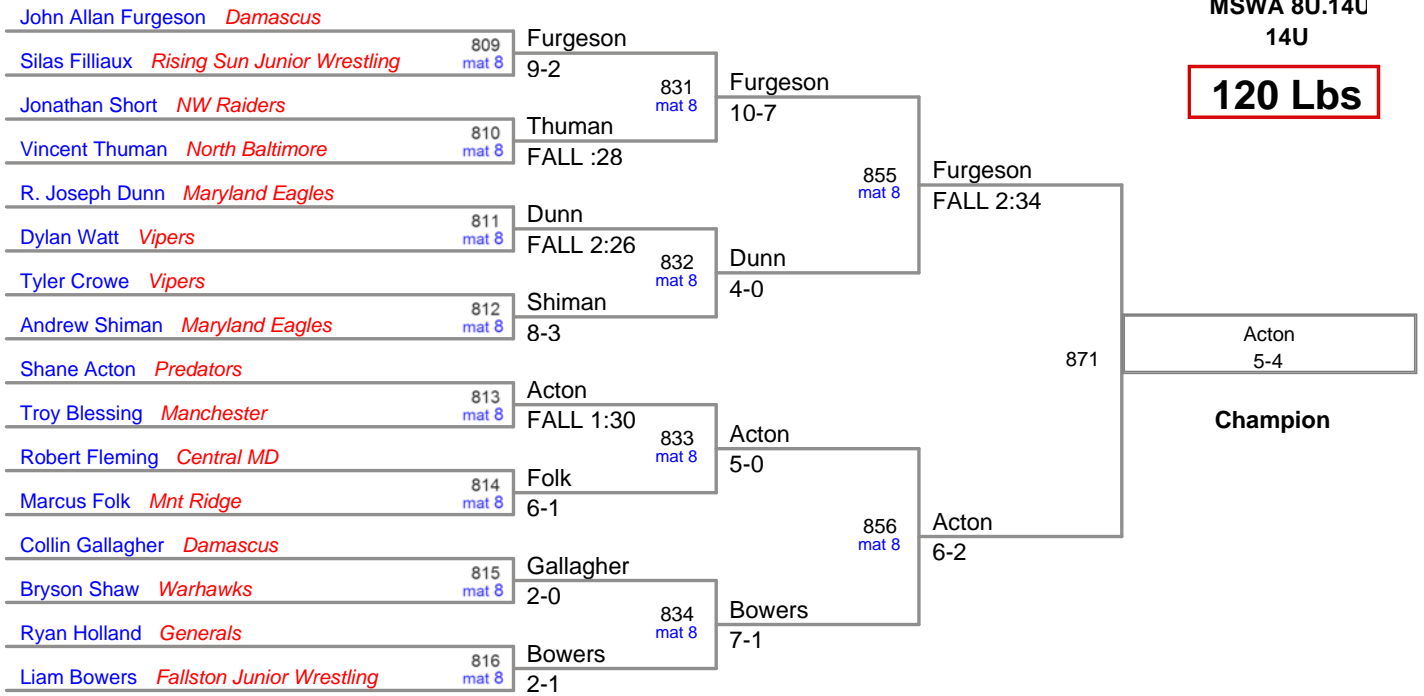 John Allan Furgeson Damascus
Silas Filliaux Rising Sun Junior Wrestling
Jonathan Short NW Raiders
Vincent Thuman North Baltimore
R. Joseph Dunn Maryland Eagles
Dylan Watt Vipers
Tyler Crowe Vipers
Andrew Shiman Maryland Eagles
Shane Acton Predators
Troy Blessing Manchester
Robert Fleming Central MD
Marcus Folk Mnt Ridge
Collin Gallagher Damascus
Bryson Shaw Warhawks
Ryan Holland Generals
Liam Bowers Fallston Junior Wrestling
809
mat 8
810
mat 8
811
mat 8
812
mat 8
813
mat 8
814
mat 8
815
mat 8
816
mat 8
Furgeson
9-2
Thuman
FALL :28
Dunn
FALL 2:26
Shiman
8-3
Acton
FALL 1:30
Folk
6-1
Gallagher
2-0
Bowers
2-1
831
mat 8
832
mat 8
833
mat 8
834
mat 8
Furgeson
10-7
Dunn
4-0
Acton
5-0
Bowers
7-1
855
mat 8
856
mat 8
Furgeson
FALL 2:34
Acton
6-2
871
Acton
5-4
Champion
MSWA 8U.14U
14U
120 Lbs